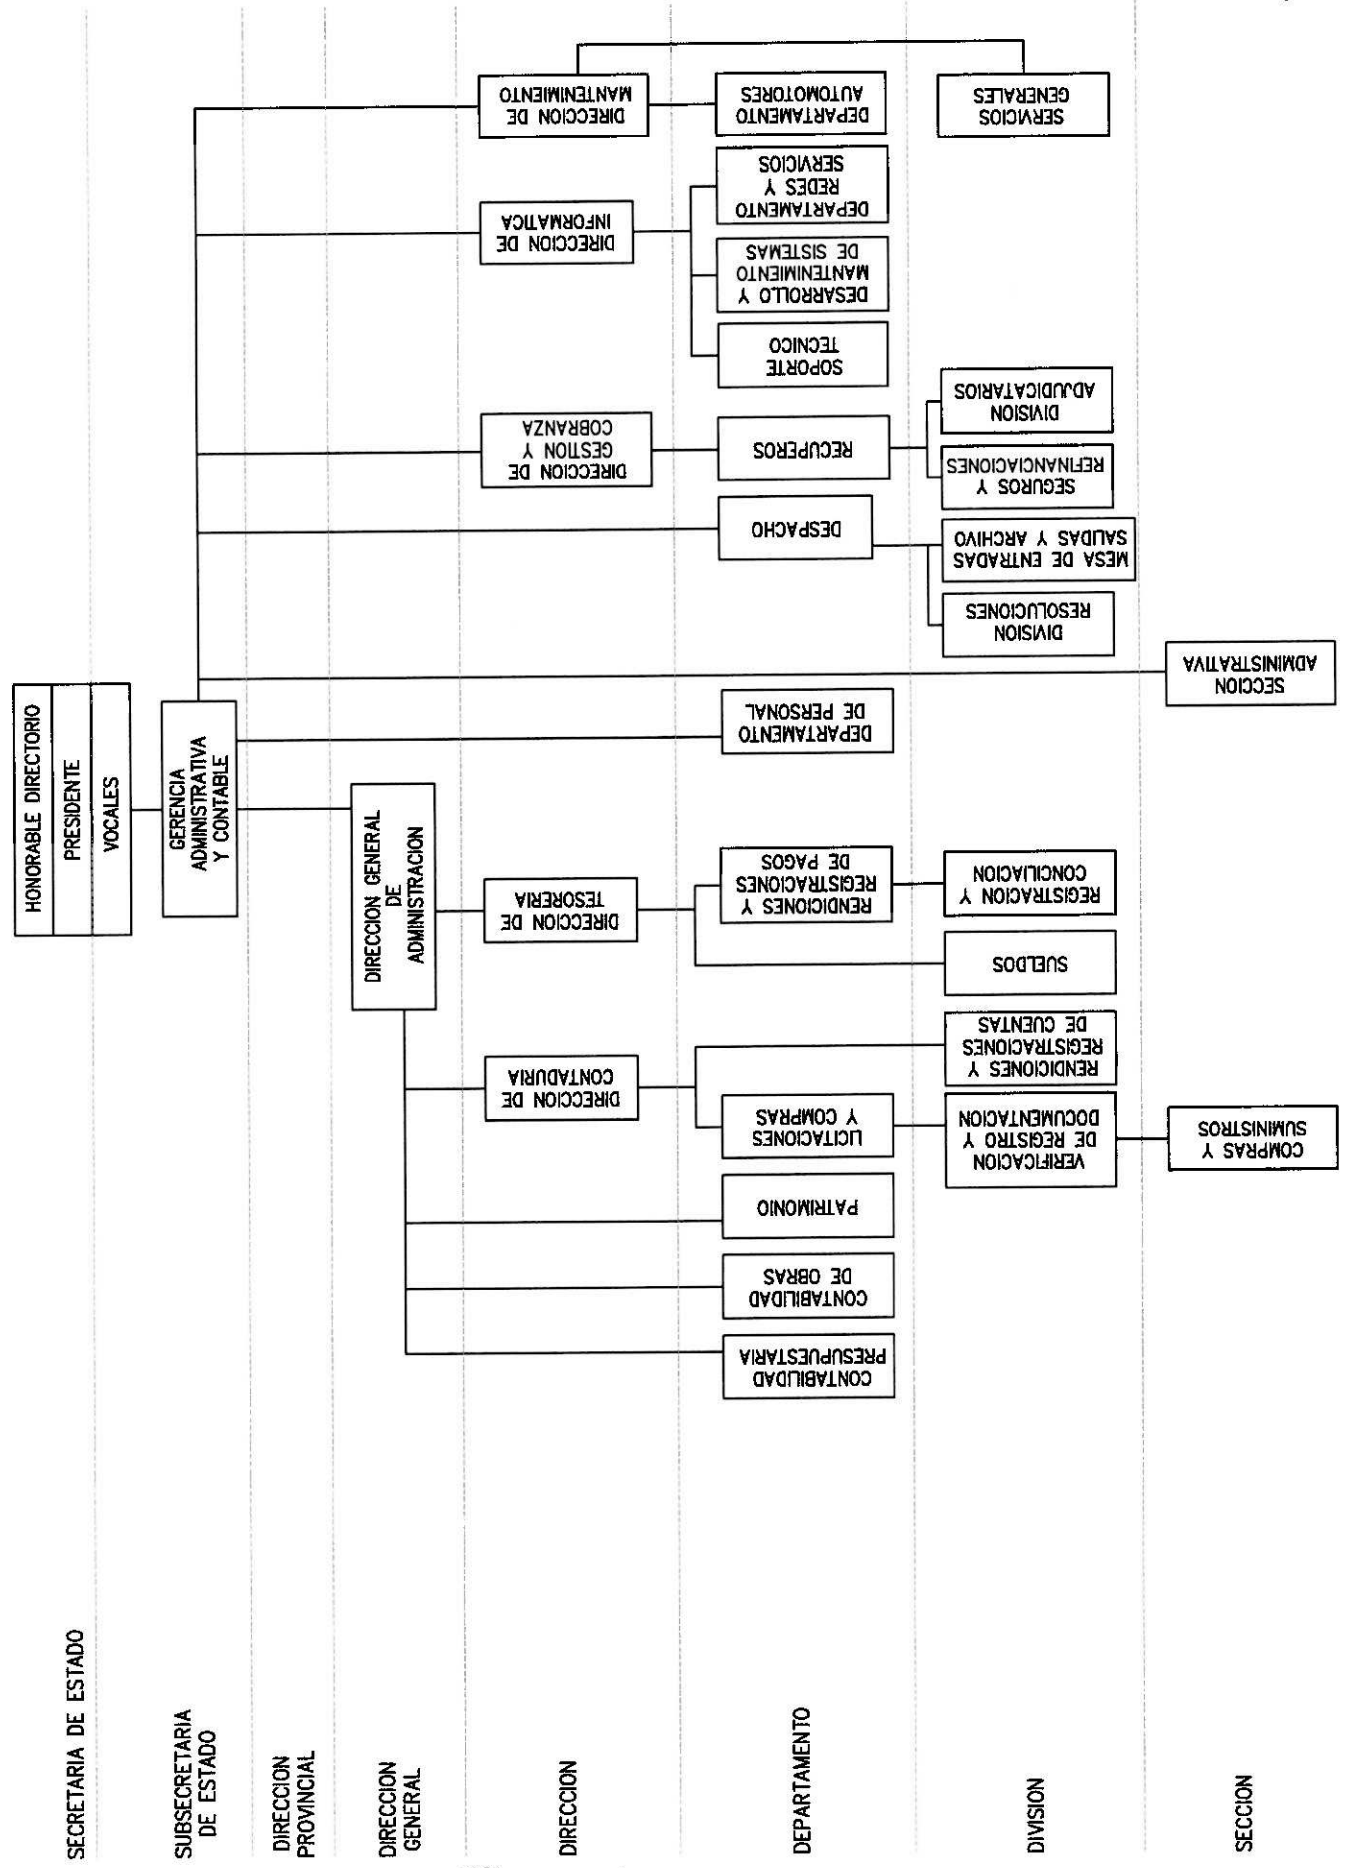 SECRETARIA DE ESTADO
HONORABLE DIRECTORIO
PRESIDENTE
VOCALES
SUBSECRETARIA
DE ESTADO
GERENCIA
ADMINISTRATIVA
Y CONTABLE
DIRECCION
PROVINCIAL
DIRECCION
GENERAL
DIRECCION GENERAL
DE
ADMINISTRACION
DIRECCION
DIRECCION DE
CONTADURIA
DIRECCION DE
TESORERIA
DIRECCION DE
GESTION Y
COBRANZA
DIRECCION DE
INFORMATICA
DIRECCION DE
MANTENIMIENTO
DEPARTAMENTO
CONTABILIDAD
PRESUPUESTARIA
CONTABILIDAD
DE OBRAS
PATRIMONIO
LICITACIONES
Y COMPRAS
RENDICIONES Y
REGISTRACIONES
DE PAGOS
DEPARTAMENTO
DE PERSONAL
DESPACHO
RECUPEROS
SOPORTE
TECNICO
DESARROLLO Y
MANTENIMIENTO
DE SISTEMAS
DEPARTAMENTO
REDES Y
SERVICIOS
DEPARTAMENTO
AUTOMOTORES
DIVISION
VERIFICACION
DE REGISTRO Y
DOCUMENTACION
RENDICIONES Y
REGISTRACIONES
DE CUENTAS
SUELDOS
REGISTRACION Y
CONCILIACION
DIVISION
RESOLUCIONES
MESA DE ENTRADAS
SALIDAS Y ARCHIVO
SEGUROS Y
REFINANCIACIONES
DIVISION
ADJUDICATARIOS
SERVICIOS
GENERALES
SECCION
COMPRAS Y
SUMINISTROS
SECCION
ADMINISTRATIVA